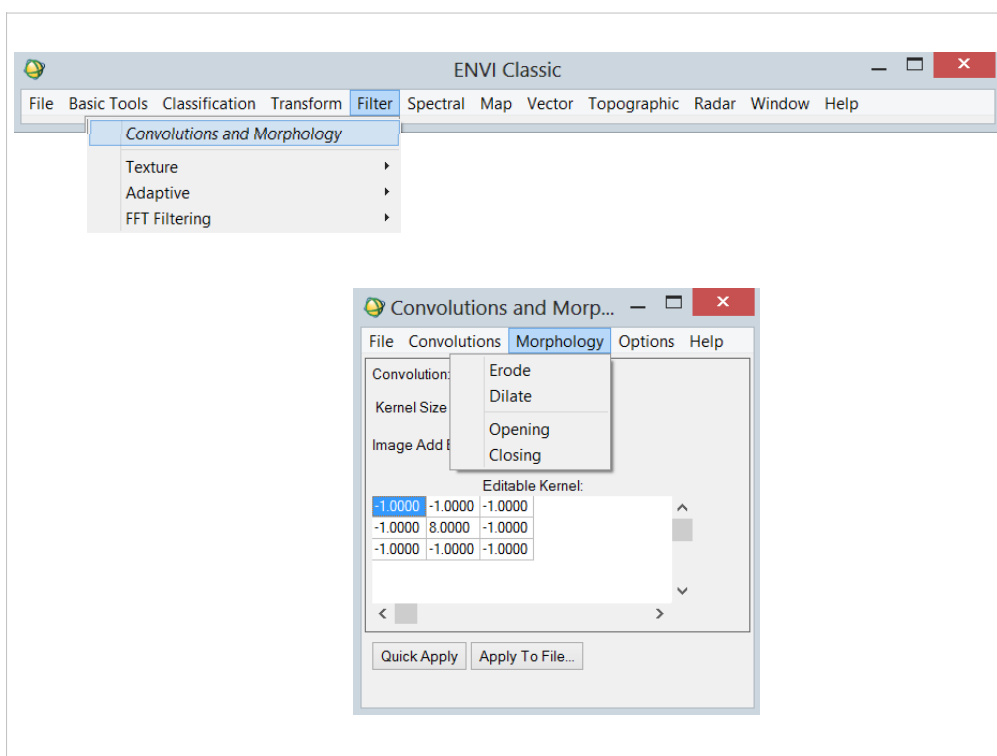 ENVI Classic
File Basic Tools Classification Transform Filter Spectral Map Vector Topographic Radar Window Help
Convolutions and Morphology
Texture
Adaptive
FFT Filtering
Convolutions and Morp...
File Convolutions Morphology Options Help
Convolution:
Erode
Dilate
Kernel Size
Opening
Image Add
Closing
Editable Kernel:
-1.0000 -1.0000 -1.0000
-1.0000 8.0000 -1.0000
-1.0000 -1.0000 -1.0000
Quick Apply Apply To File...